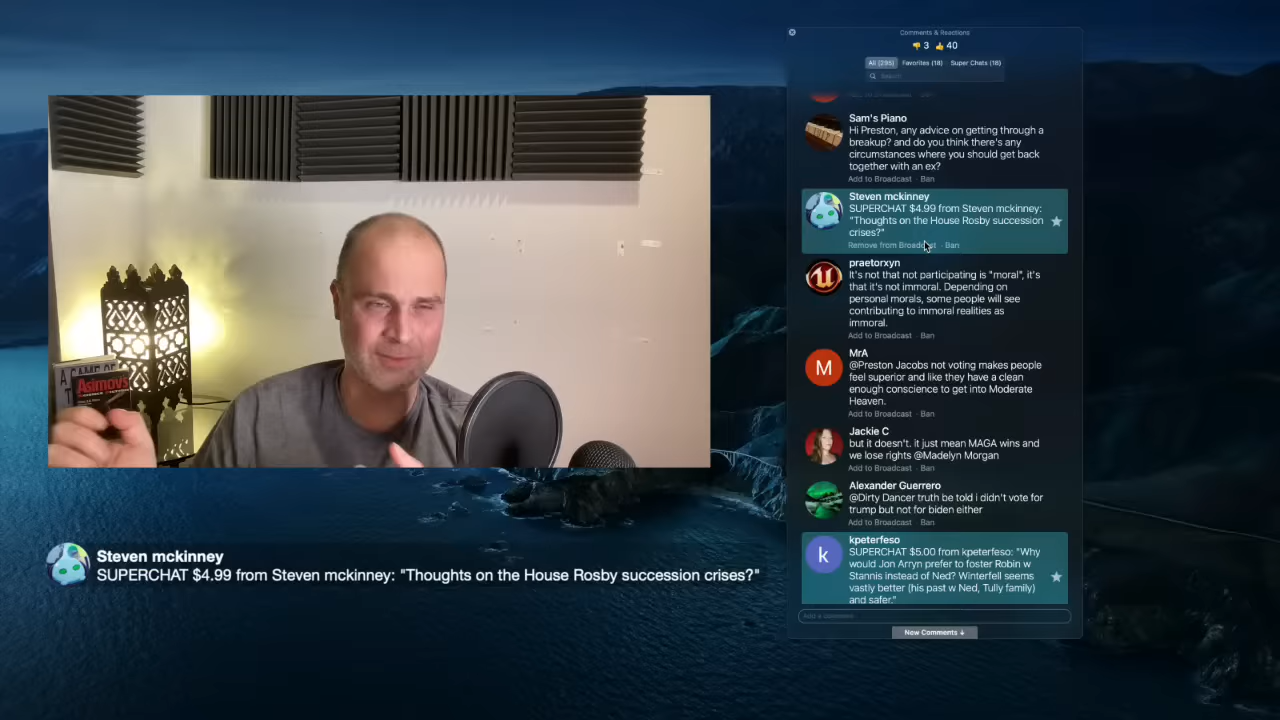 Comments & Reactions
👎 3 👍 40
All (295) Favorites (18) Super Chats (18)
Search
Sam's Piano
Hi Preston, any advice on getting through a
breakup? and do you think there's any
circumstances where you should get back
together with an ex?
Add to Broadcast · Ban
Steven mckinney
SUPERCHAT $4.99 from Steven mckinney:
"Thoughts on the House Rosby succession
crises?"
Remove from Broadcast · Ban
praetorxyn
It's not that not participating is "moral", it's
that it's not immoral. Depending on
personal morals, some people will see
contributing to immoral realities as
immoral.
Add to Broadcast · Ban
M
MrA
@Preston Jacobs not voting makes people
feel superior and like they have a clean
enough conscience to get into Moderate
Heaven.
Add to Broadcast · Ban
Jackie C
but it doesn't. it just mean MAGA wins and
we lose rights @Madelyn Morgan
Add to Broadcast · Ban
Alexander Guerrero
@Dirty Dancer truth be told i didn't vote for
trump but not for biden either
Add to Broadcast · Ban
k
kpeterfeso
SUPERCHAT $5.00 from kpeterfeso: "Why
would Jon Arryn prefer to foster Robin w
Stannis instead of Ned? Winterfell seems
vastly better (his past w Ned, Tully family)
and safer."
Add a comment
New Comments ↓
A GAME OF
Asimov's
Steven mckinney
SUPERCHAT $4.99 from Steven mckinney: "Thoughts on the House Rosby succession crises?"